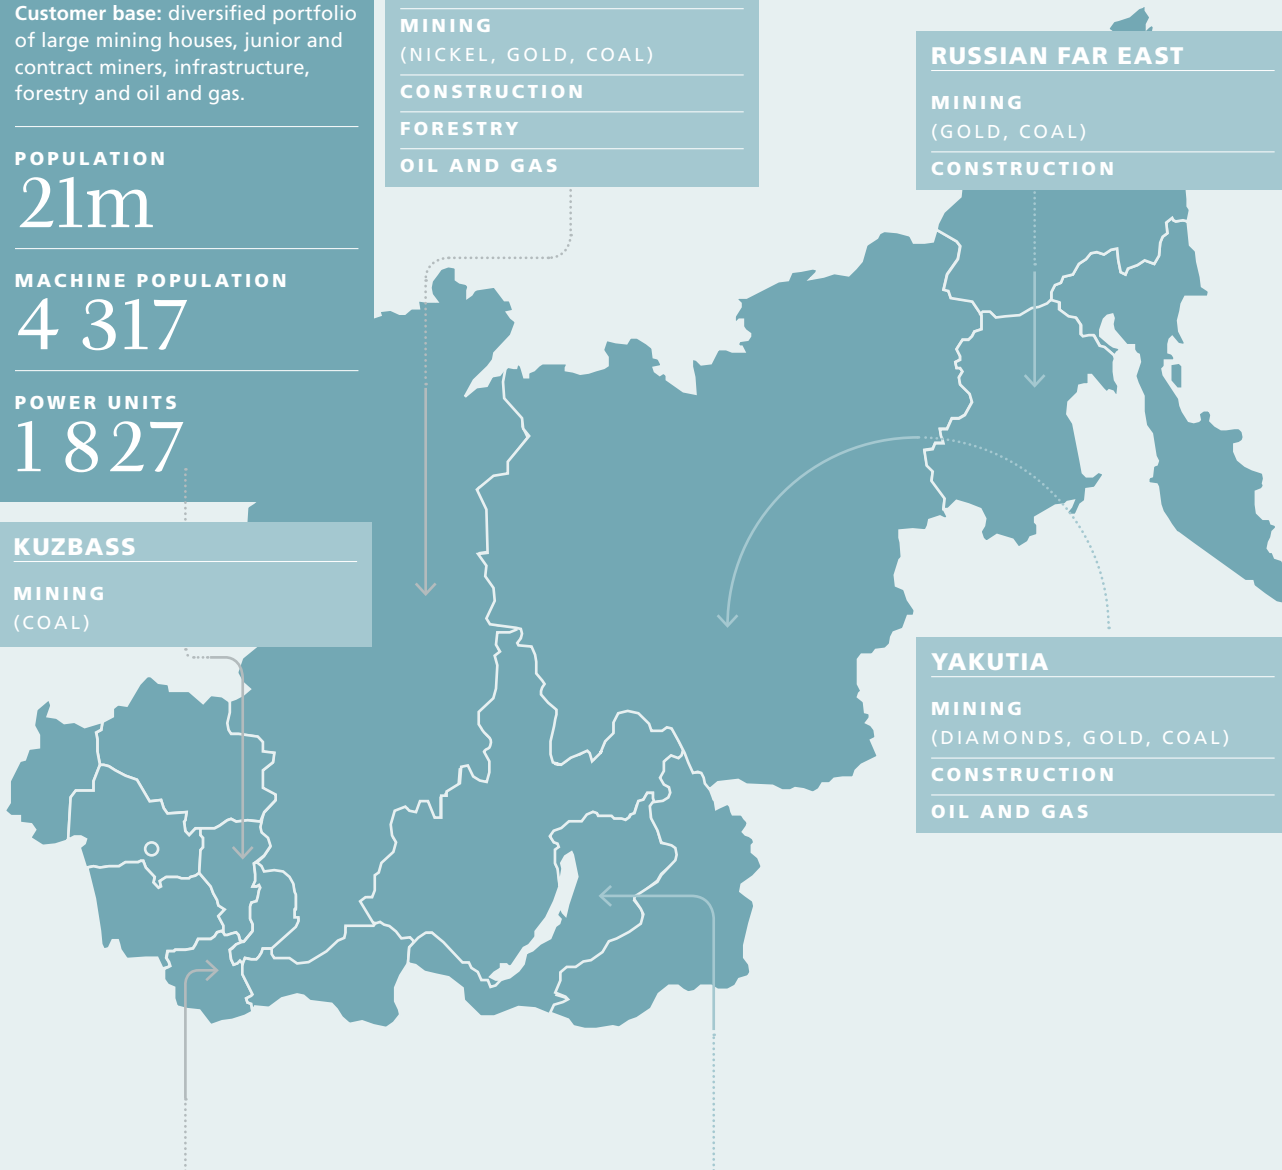 Customer base: diversified portfolio
of large mining houses, junior and
contract miners, infrastructure,
forestry and oil and gas.
POPULATION
21m
MACHINE POPULATION
4 317
POWER UNITS
1 827
MINING
(NICKEL, GOLD, COAL)
CONSTRUCTION
FORESTRY
OIL AND GAS
RUSSIAN FAR EAST
MINING
(GOLD, COAL)
CONSTRUCTION
KUZBASS
MINING
(COAL)
YAKUTIA
MINING
(DIAMONDS, GOLD, COAL)
CONSTRUCTION
OIL AND GAS